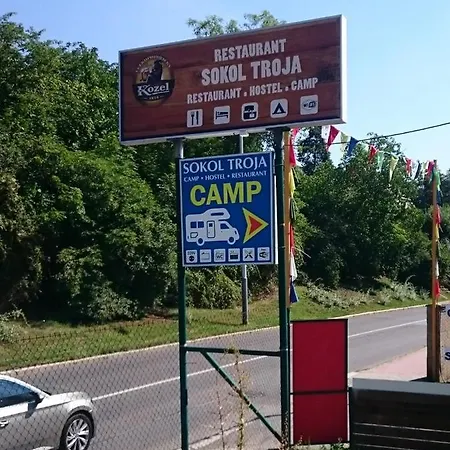 RESTAURANT
SOKOL TROJA
RESTAURANT • HOSTEL • CAMP
Kozel
SOKOL TROJA
CAMP • HOSTEL • RESTAURANT
CAMP